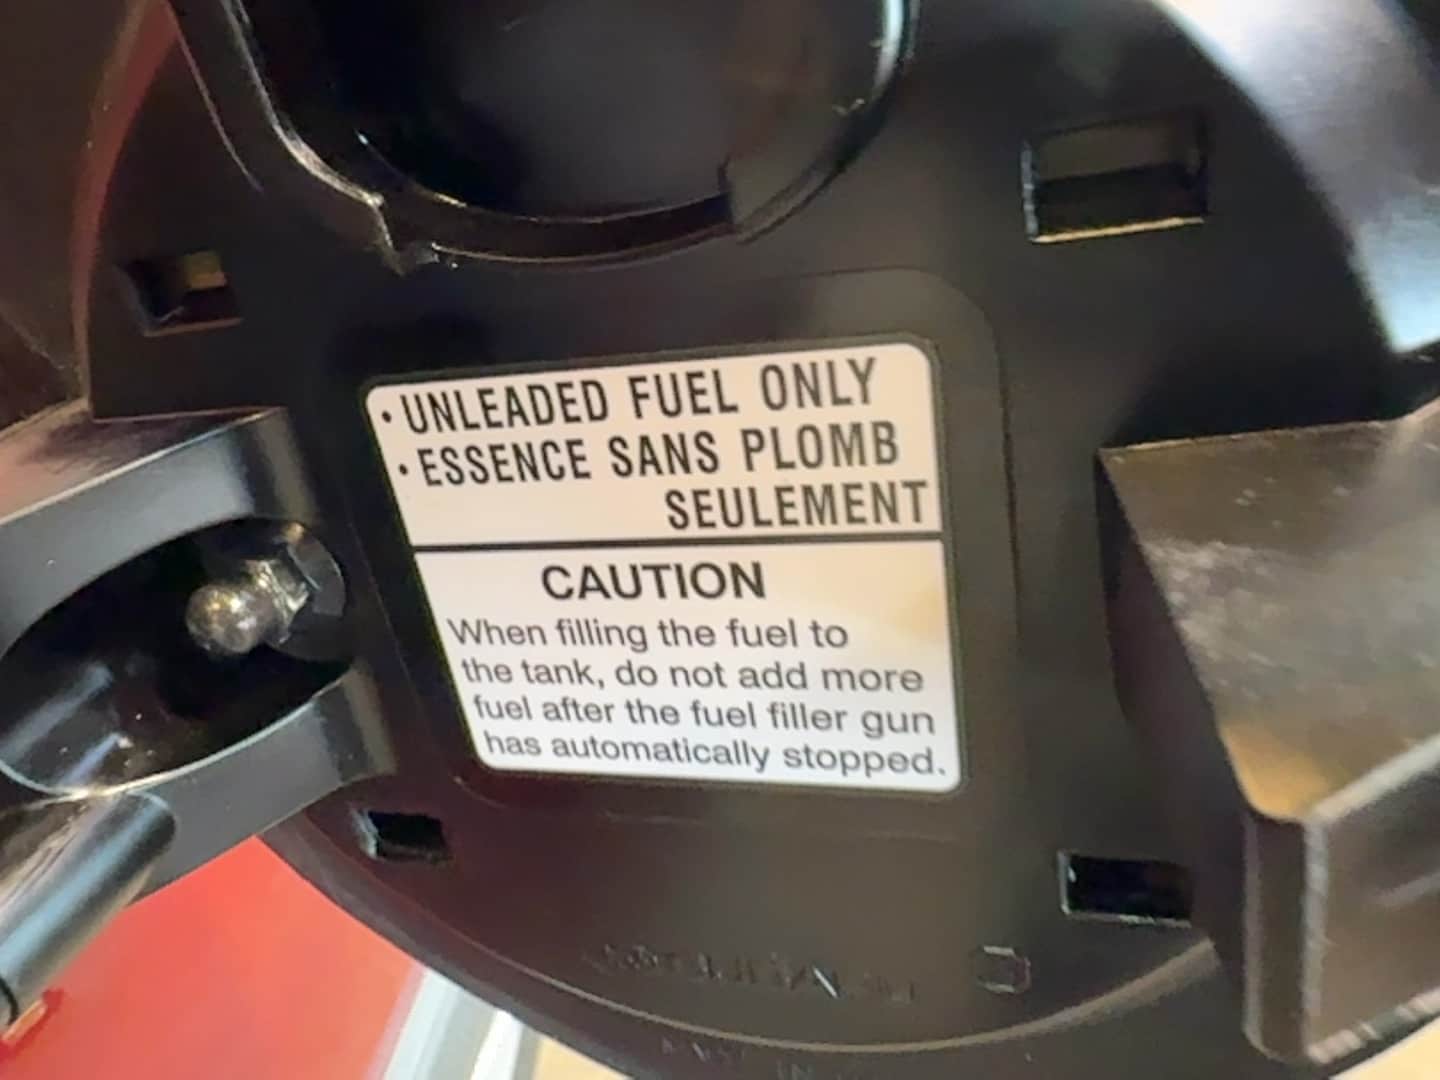 • UNLEADED FUEL ONLY
• ESSENCE SANS PLOMB
SEULEMENT
CAUTION
When filling the fuel to
the tank, do not add more
fuel after the fuel filler gun
has automatically stopped.